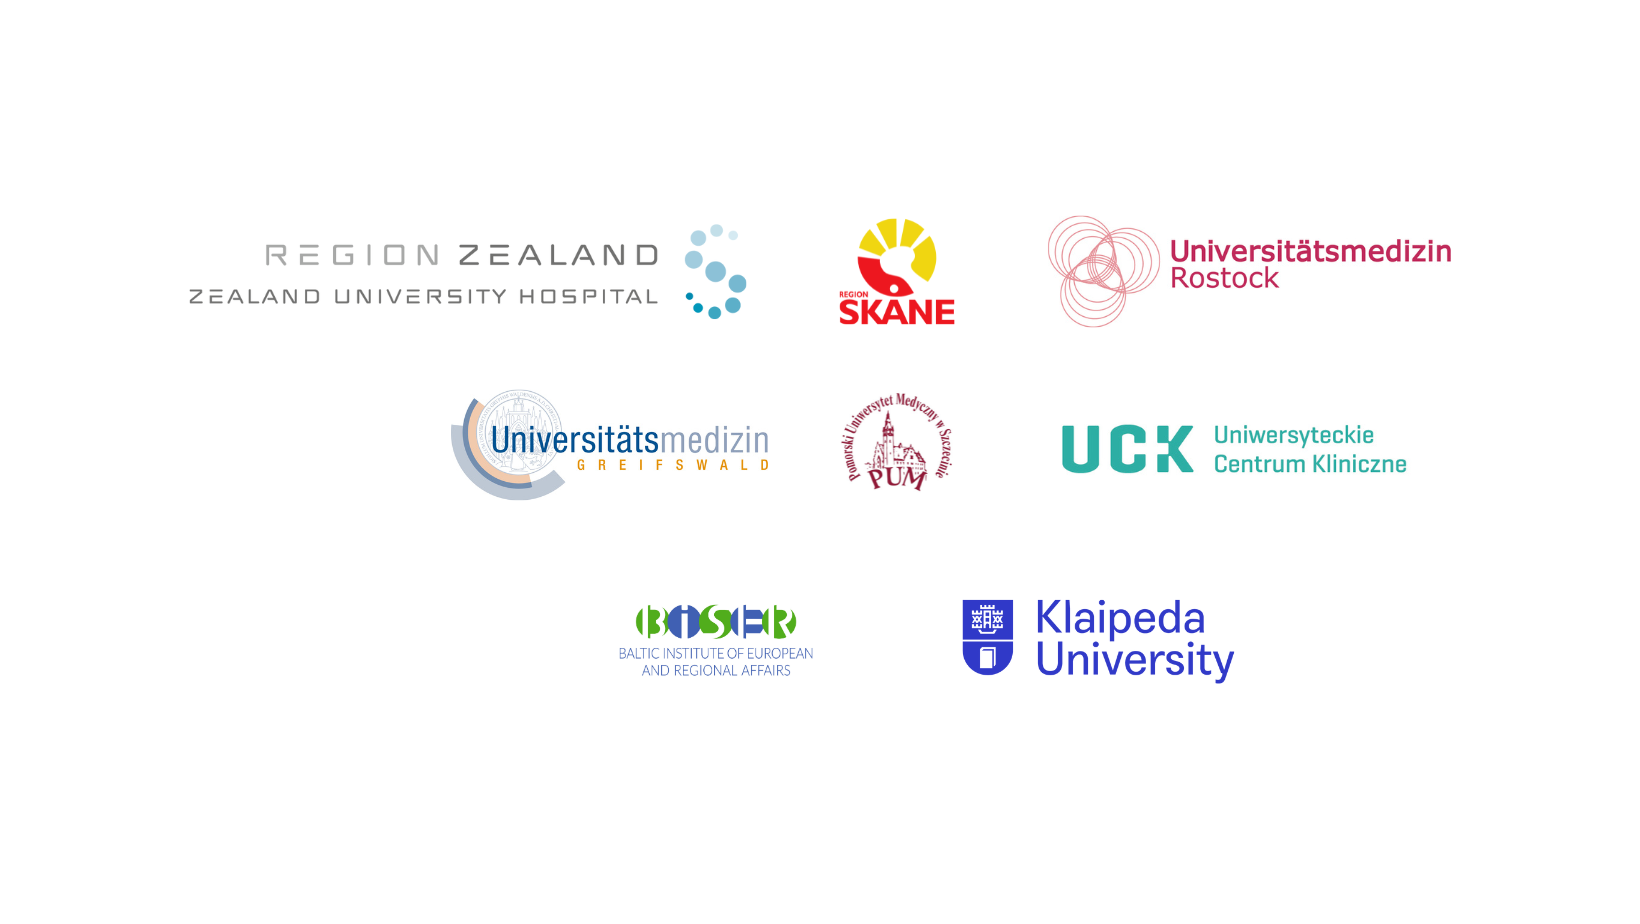 REGION ZEALAND
ZEALAND UNIVERSITY HOSPITAL
REGION
SKÅNE
Universitätsmedizin
Rostock
Universitätsmedizin
GREIFSWALD
Pomorski Uniwersytet Medyczny w Szczecinie
PUM
UCK
Uniwersyteckie
Centrum Kliniczne
BISER
BALTIC INSTITUTE OF EUROPEAN
AND REGIONAL AFFAIRS
Klaipeda
University